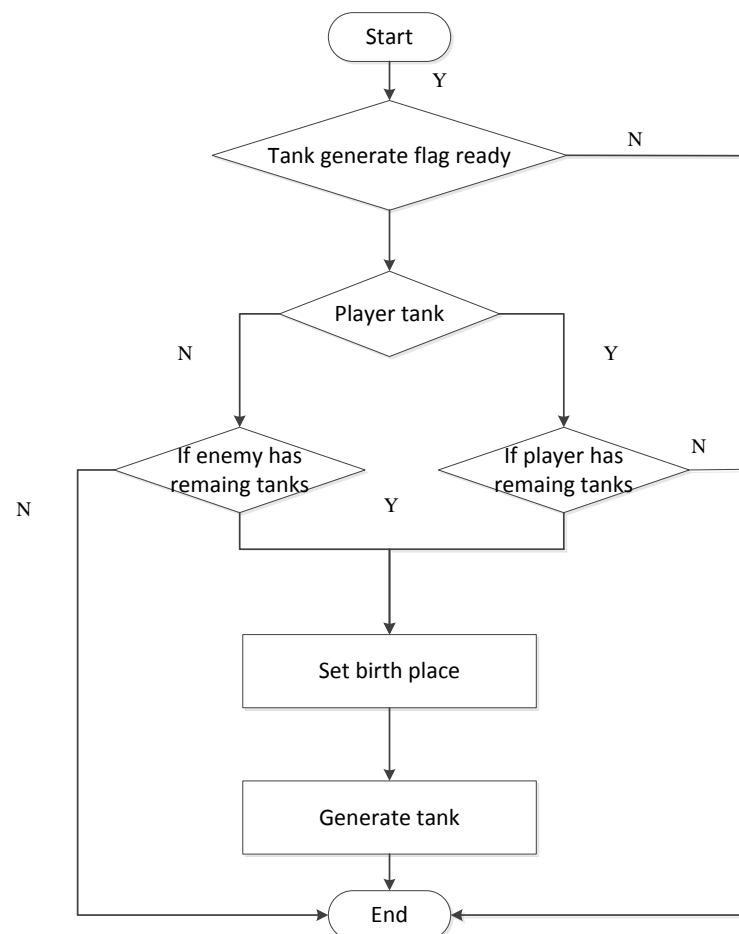 Start
Y
Tank generate flag ready
N
Player tank
N
Y
If enemy has
remaing tanks
If player has
remaing tanks
N
N
Y
Set birth place
Generate tank
End